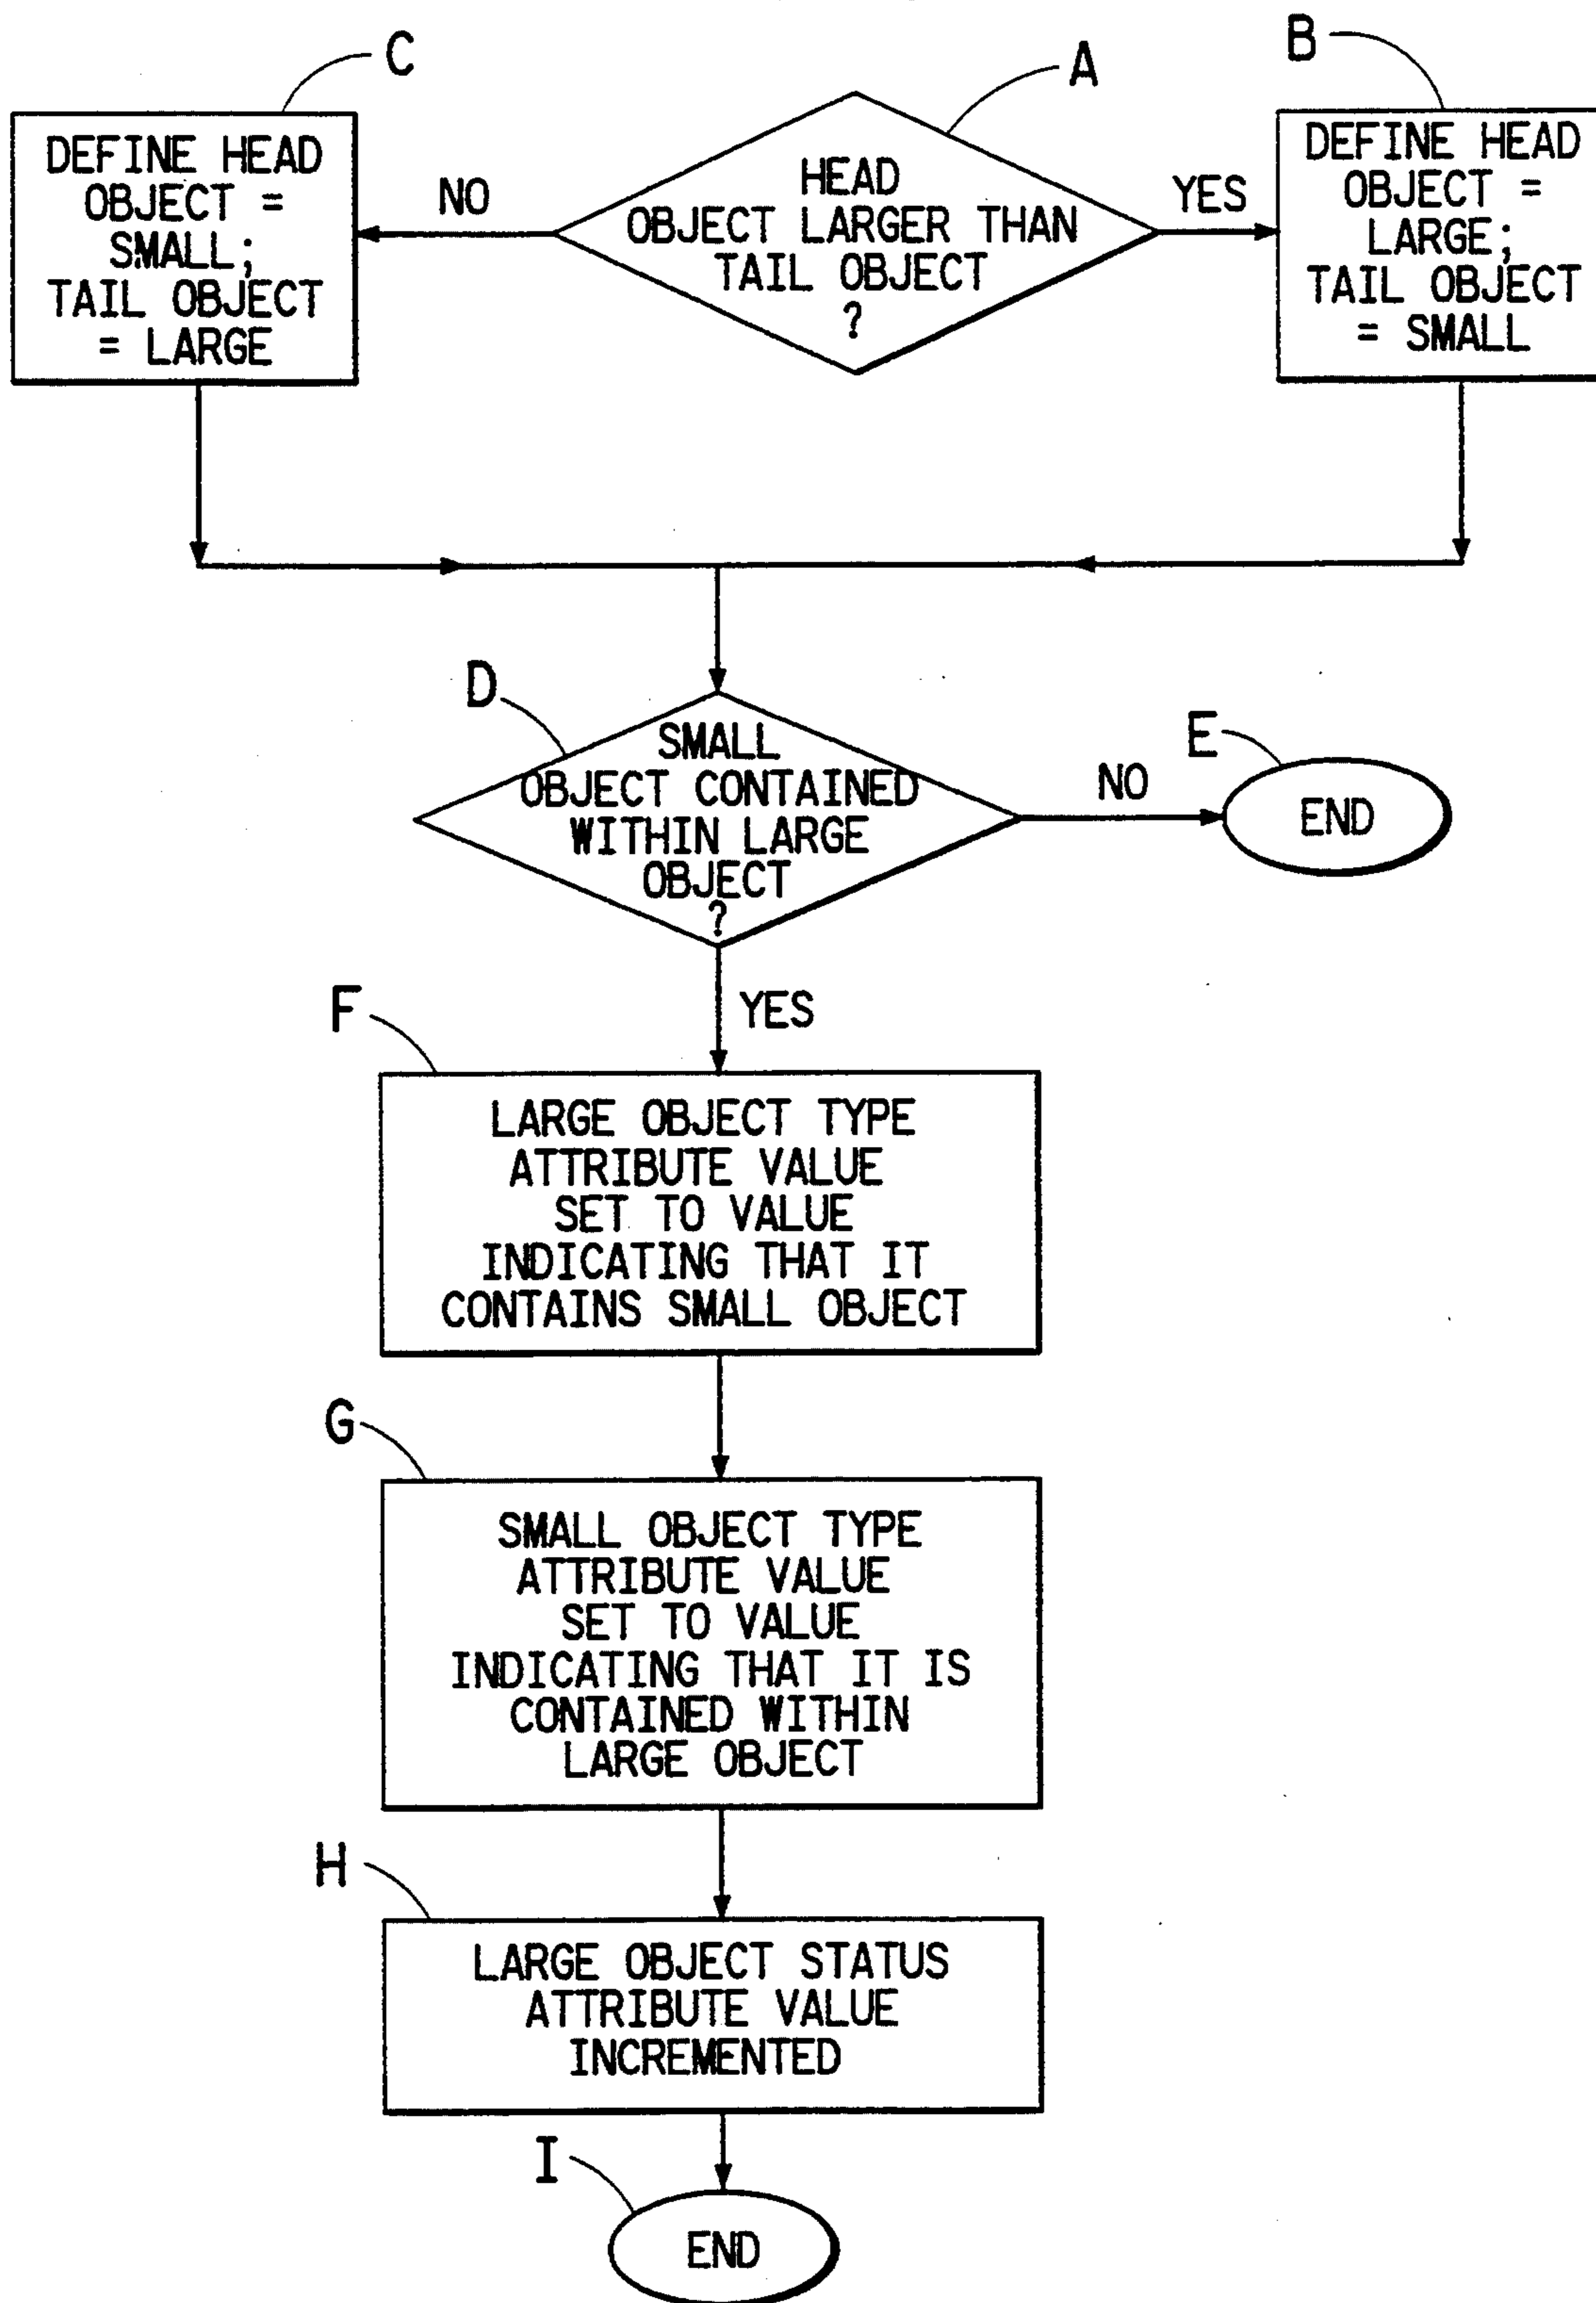 C
A
B
DEFINE HEAD
OBJECT =
SMALL;
TAIL OBJECT
= LARGE
NO
HEAD
OBJECT LARGER THAN
TAIL OBJECT
?
YES
DEFINE HEAD
OBJECT =
LARGE;
TAIL OBJECT
= SMALL
D
SMALL
OBJECT CONTAINED
WITHIN LARGE
OBJECT
?
NO
E
END
YES
F
LARGE OBJECT TYPE
ATTRIBUTE VALUE
SET TO VALUE
INDICATING THAT IT
CONTAINS SMALL OBJECT
G
SMALL OBJECT TYPE
ATTRIBUTE VALUE
SET TO VALUE
INDICATING THAT IT IS
CONTAINED WITHIN
LARGE OBJECT
H
LARGE OBJECT STATUS
ATTRIBUTE VALUE
INCREMENTED
I
END